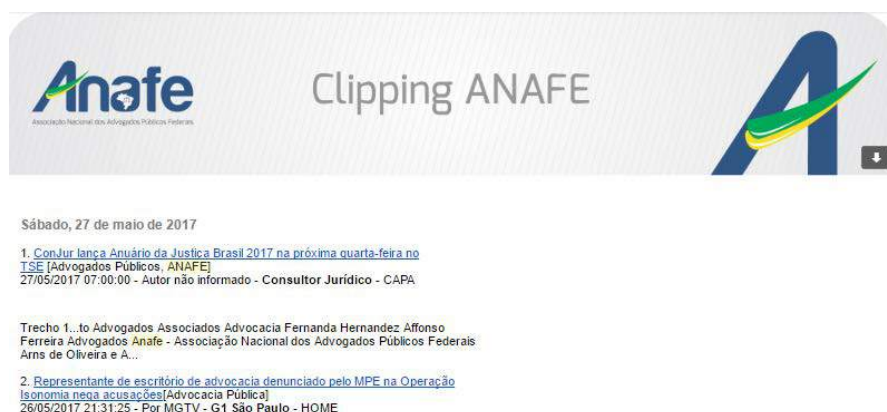 Anafe
Associação Nacional dos Advogados Públicos Federais
Clipping ANAFE
Sábado, 27 de maio de 2017
1. ConJur lança Anuário da Justiça Brasil 2017 na próxima quarta-feira no
TSE [Advogados Públicos, ANAFE]
27/05/2017 07:00:00 - Autor não informado - Consultor Jurídico - CAPA
Trecho 1...to Advogados Associados Advocacia Fernanda Hernandez Affonso
Ferreira Advogados Anafe - Associação Nacional dos Advogados Públicos Federais
Arns de Oliveira e A...
2. Representante de escritório de advocacia denunciado pelo MPE na Operação
Isonomia nega acusações[Advocacia Pública]
26/05/2017 21:31:25 - Por MGTV - G1 São Paulo - HOME